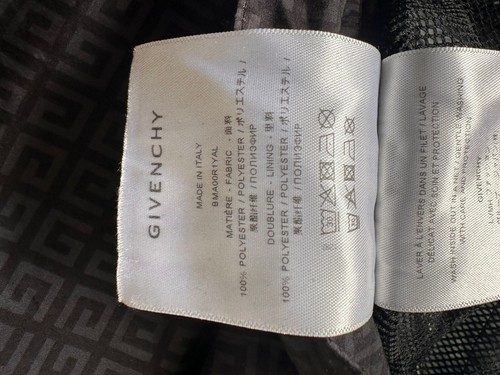 GIVENCHY
MADE IN ITALY
BMA00R1YAL
MATIÈRE - FABRIC - 面料
100% POLYESTER / POLYESTER / ポリエステル /
聚酯纤维 / ПОЛИЭФИР
DOUBLURE - LINING - 里料
100% POLYESTER / POLYESTER / ポリエステル /
聚酯纤维 / ПОЛИЭФИР
LAVER À L'ENVERS DANS UN FILET / LAVAGE
DÉLICAT AVEC SOIN ET PROTECTION
WASH INSIDE OUT IN A NET / GENTLE WASHING
WITH CARE AND PROTECTION
GIVENCHY